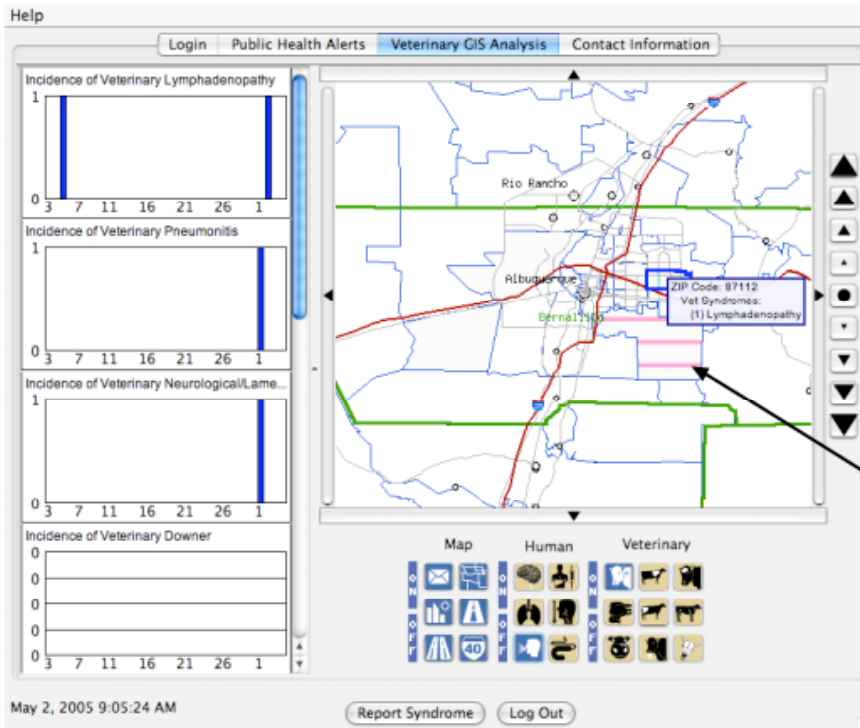 Help
Login Public Health Alerts Veterinary GIS Analysis Contact Information
Incidence of Veterinary Lymphadenopathy
1
0
3 7 11 16 21 26 1
Incidence of Veterinary Pneumonitis
1
0
3 7 11 16 21 26 1
Incidence of Veterinary Neurological/Lame...
1
0
3 7 11 16 21 26 1
Incidence of Veterinary Downer
0
0
0
0
0
3 7 11 16 21 26 1
Rio Rancho
Albuquerque
ZIP Code: 87112
Vet Syndromes:
(1) Lymphadenopathy
Map Human Veterinary
ON ON ON
OFF OFF OFF
40
May 2, 2005 9:05:24 AM
Report Syndrome Log Out